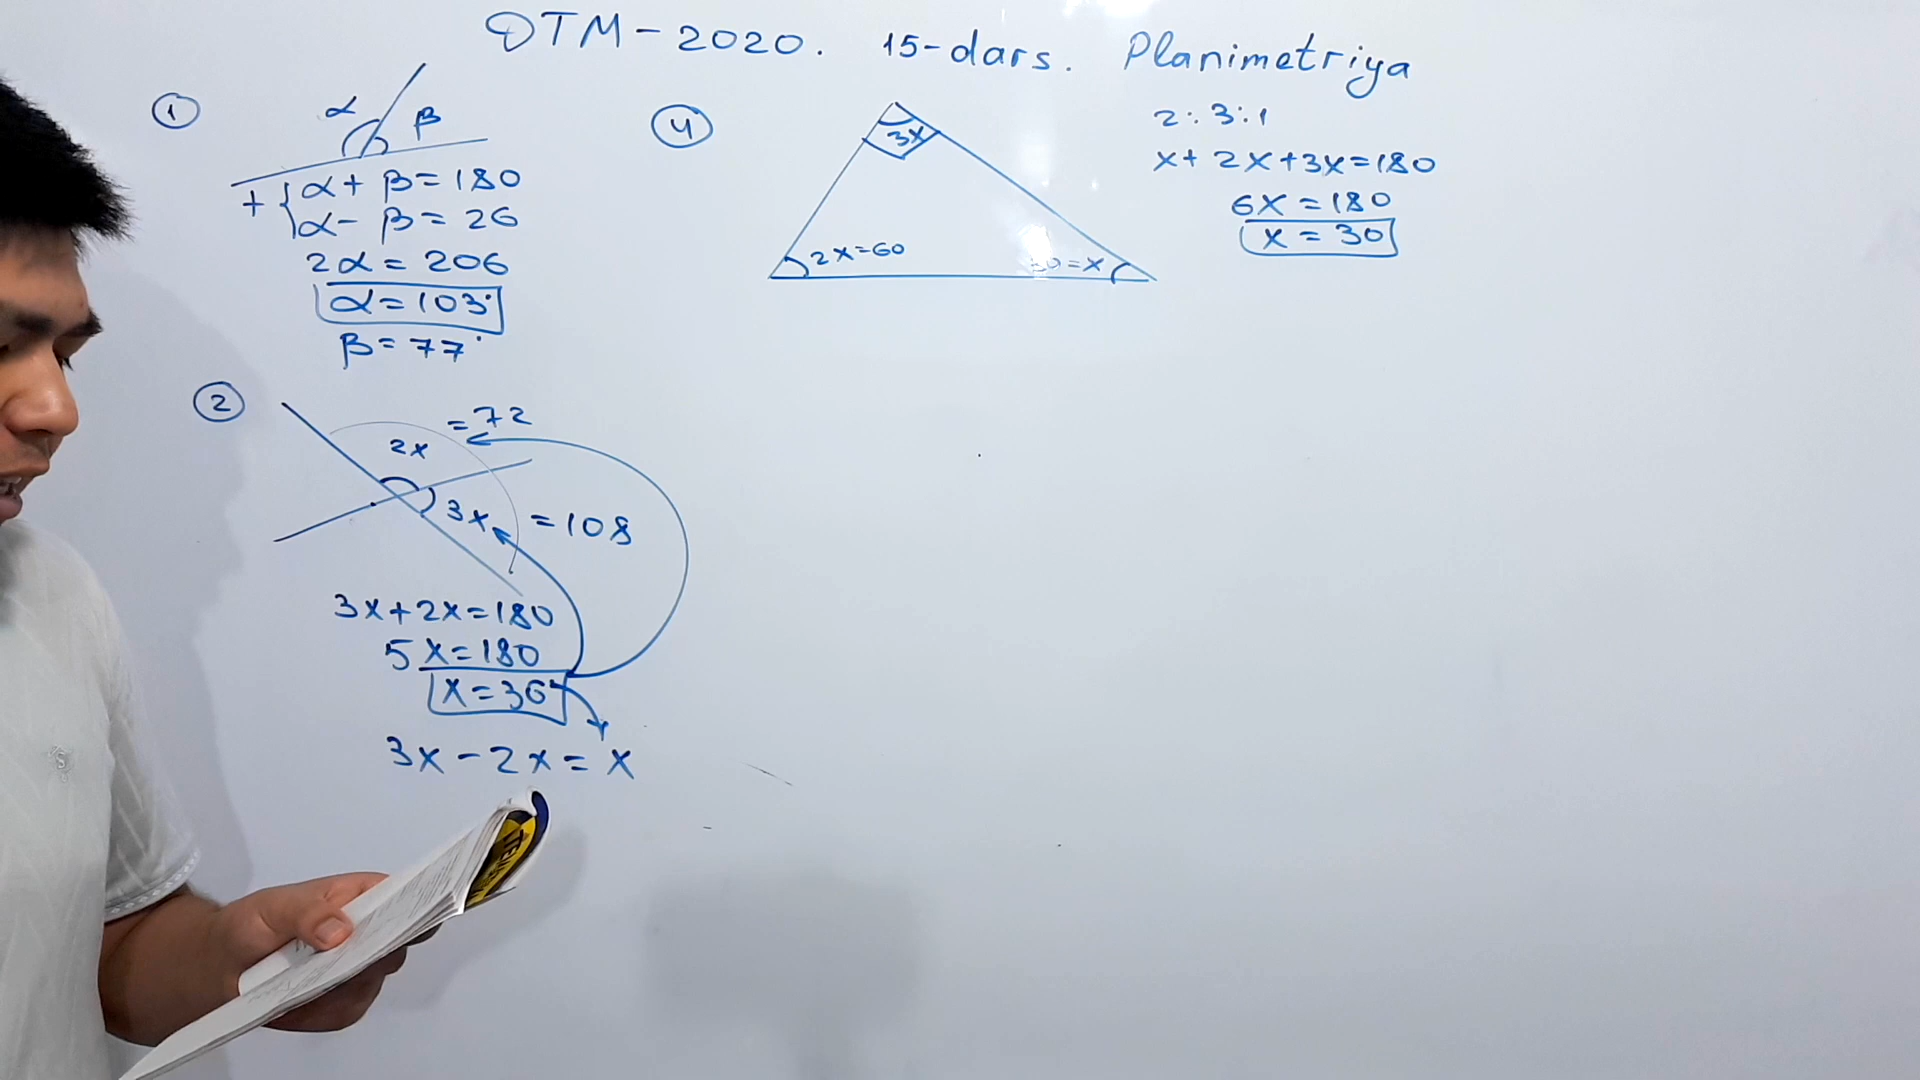 DTM-2020. 15-dars. Planimetriya
1
α β
+ { α + β = 180
α - β = 26
2α = 206
α = 103°
β = 77°
2
= 72
2x
3x = 108
3x + 2x = 180
5x = 180
x = 36°
3x - 2x = x
4
3x
2x = 60
30 = x
2:3:1
x + 2x + 3x = 180
6x = 180
x = 30